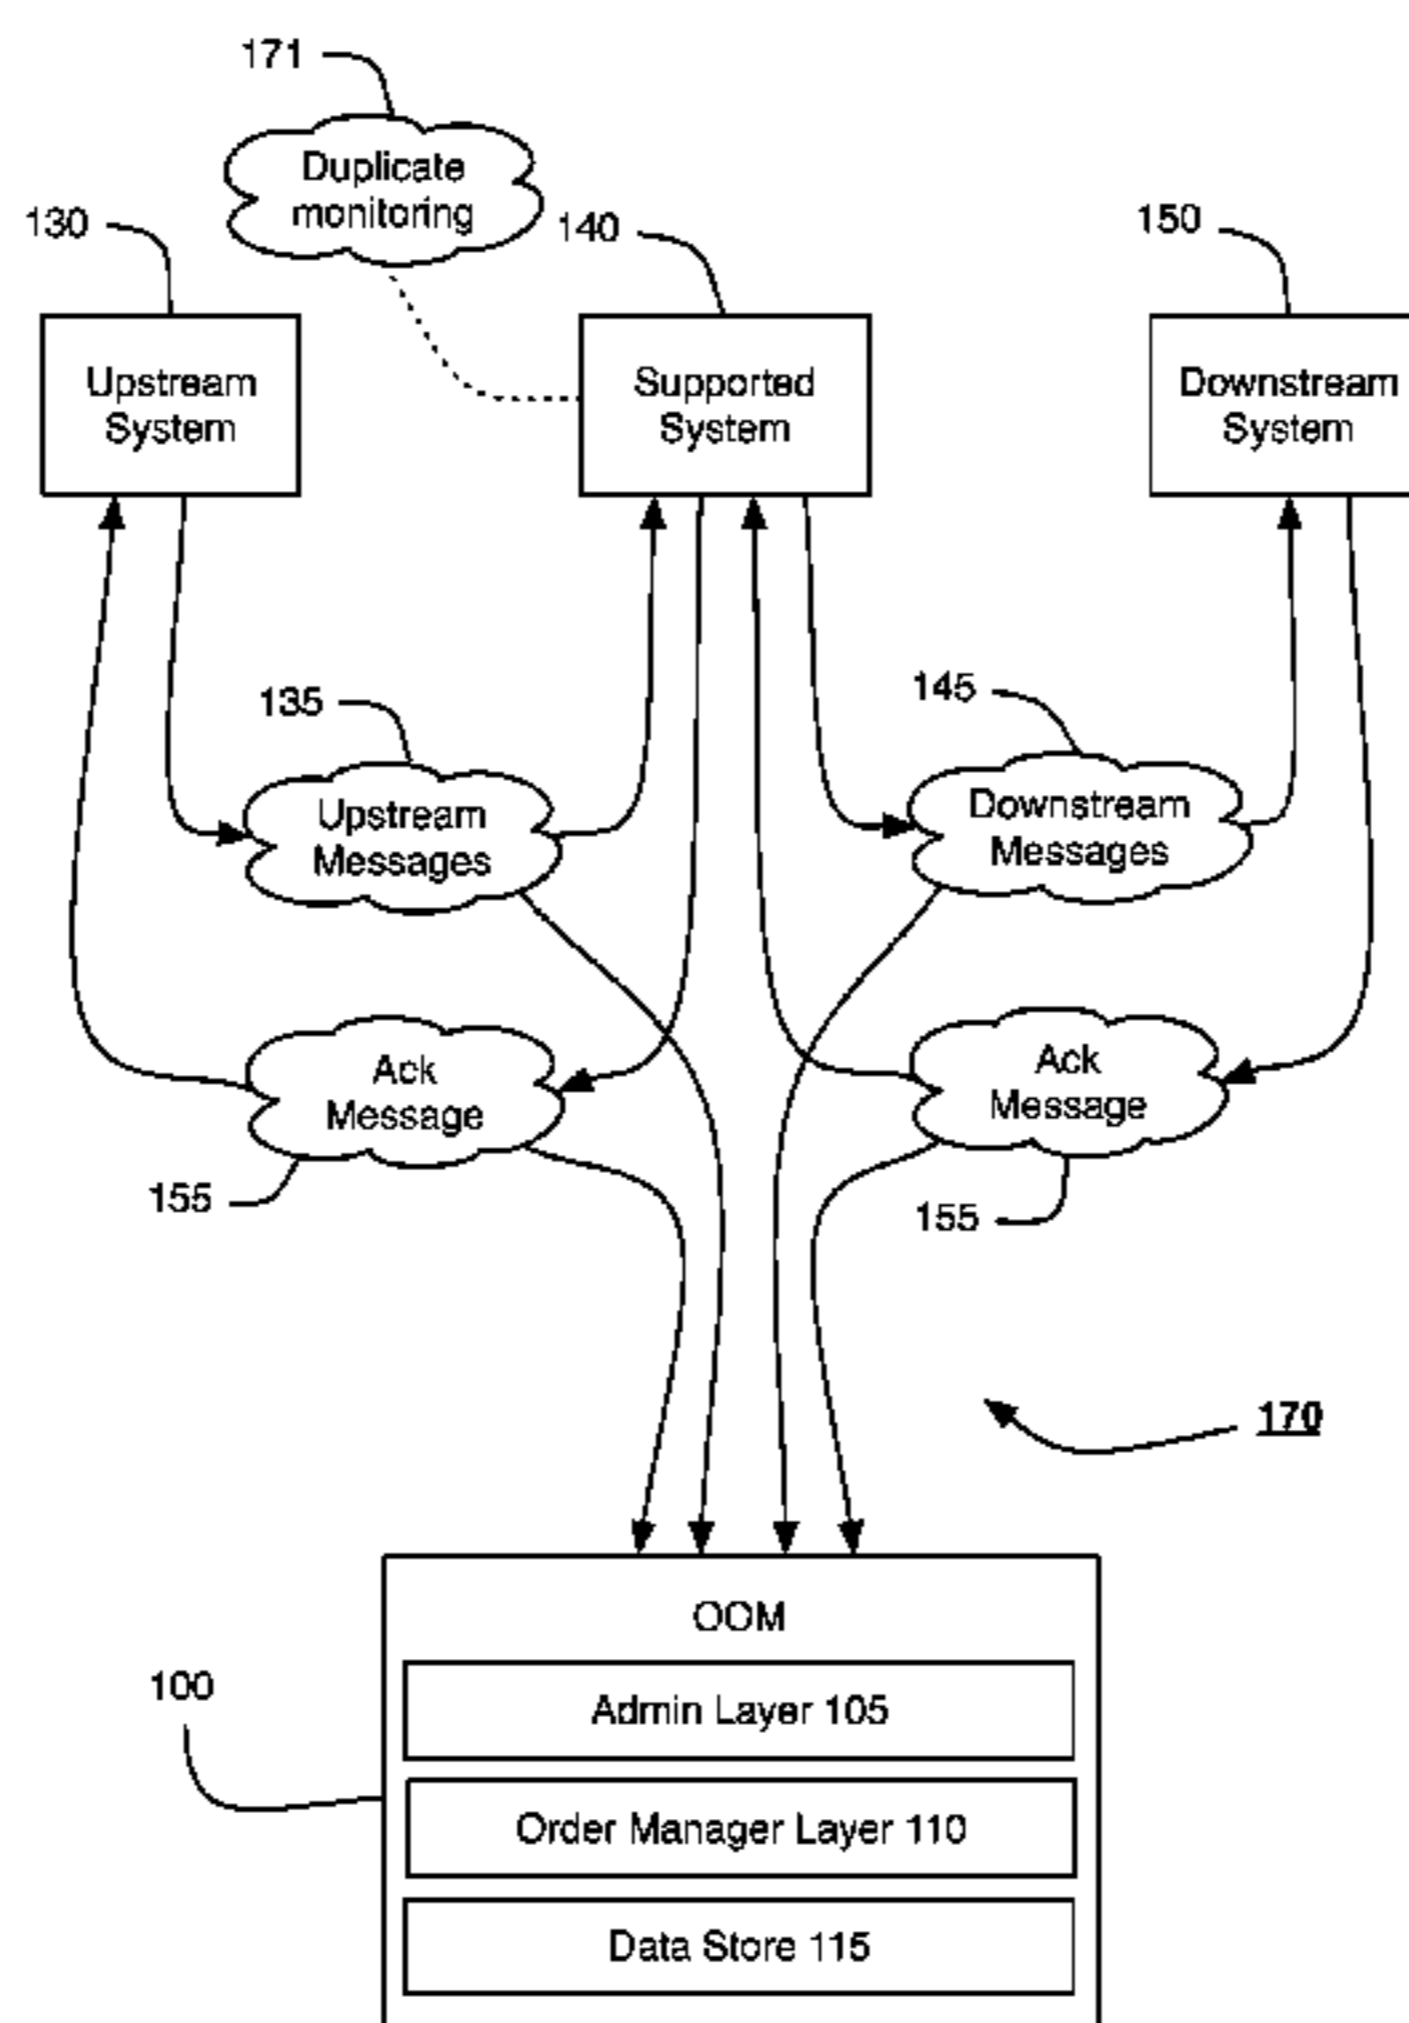 171
Duplicate
monitoring
130
140
150
Upstream
System
Supported
System
Downstream
System
135
145
Upstream
Messages
Downstream
Messages
Ack
Message
Ack
Message
155
155
170
OOM
100
Admin Layer 105
Order Manager Layer 110
Data Store 115